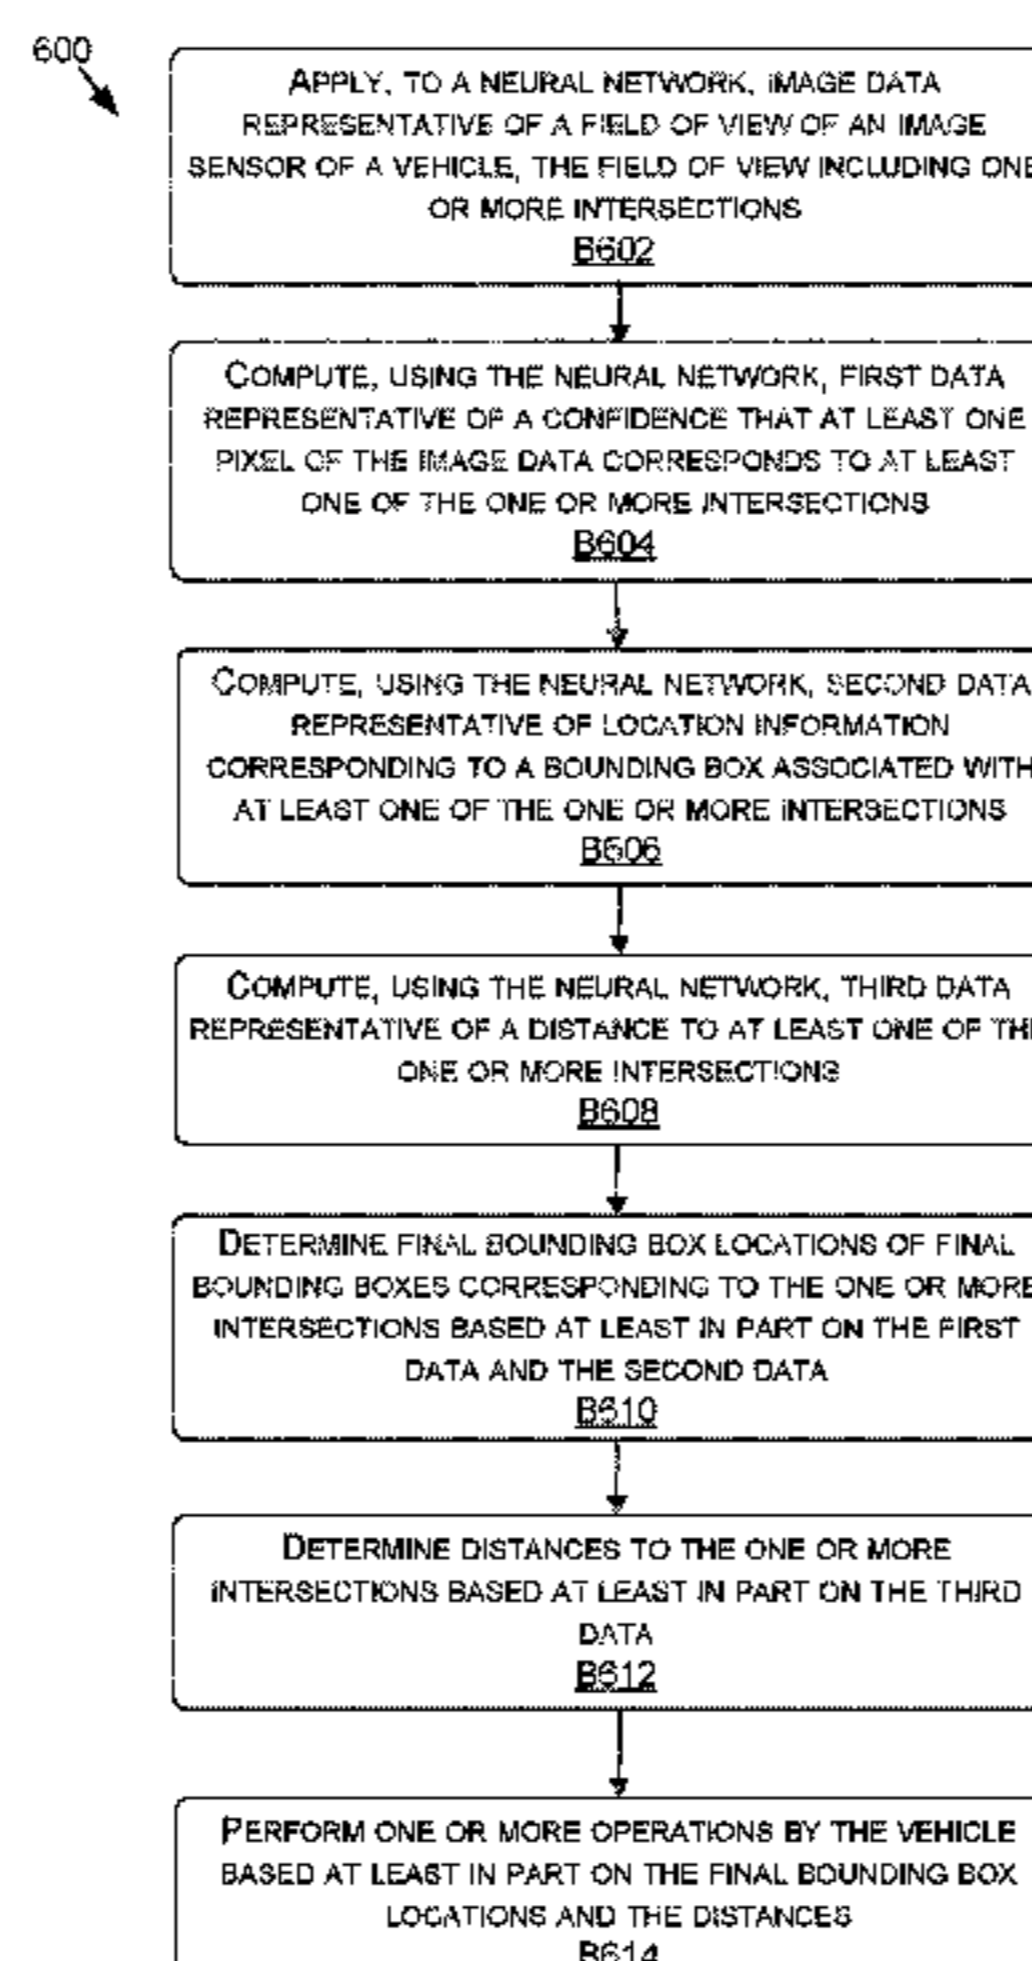 600
APPLY, TO A NEURAL NETWORK, IMAGE DATA
REPRESENTATIVE OF A FIELD OF VIEW OF AN IMAGE
SENSOR OF A VEHICLE, THE FIELD OF VIEW INCLUDING ONE
OR MORE INTERSECTIONS
B602
COMPUTE, USING THE NEURAL NETWORK, FIRST DATA
REPRESENTATIVE OF A CONFIDENCE THAT AT LEAST ONE
PIXEL OF THE IMAGE DATA CORRESPONDS TO AT LEAST
ONE OF THE ONE OR MORE INTERSECTIONS
B604
COMPUTE, USING THE NEURAL NETWORK, SECOND DATA
REPRESENTATIVE OF LOCATION INFORMATION
CORRESPONDING TO A BOUNDING BOX ASSOCIATED WITH
AT LEAST ONE OF THE ONE OR MORE INTERSECTIONS
B606
COMPUTE, USING THE NEURAL NETWORK, THIRD DATA
REPRESENTATIVE OF A DISTANCE TO AT LEAST ONE OF THE
ONE OR MORE INTERSECTIONS
B608
DETERMINE FINAL BOUNDING BOX LOCATIONS OF FINAL
BOUNDING BOXES CORRESPONDING TO THE ONE OR MORE
INTERSECTIONS BASED AT LEAST IN PART ON THE FIRST
DATA AND THE SECOND DATA
B610
DETERMINE DISTANCES TO THE ONE OR MORE
INTERSECTIONS BASED AT LEAST IN PART ON THE THIRD
DATA
B612
PERFORM ONE OR MORE OPERATIONS BY THE VEHICLE
BASED AT LEAST IN PART ON THE FINAL BOUNDING BOX
LOCATIONS AND THE DISTANCES
B614